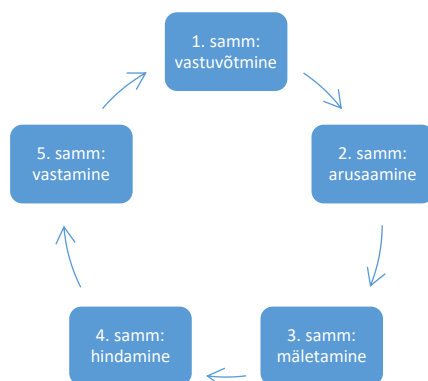 1. samm:
vastuvõtmine
2. samm:
arusaamine
3. samm:
mäletamine
4. samm:
hindamine
5. samm:
vastamine